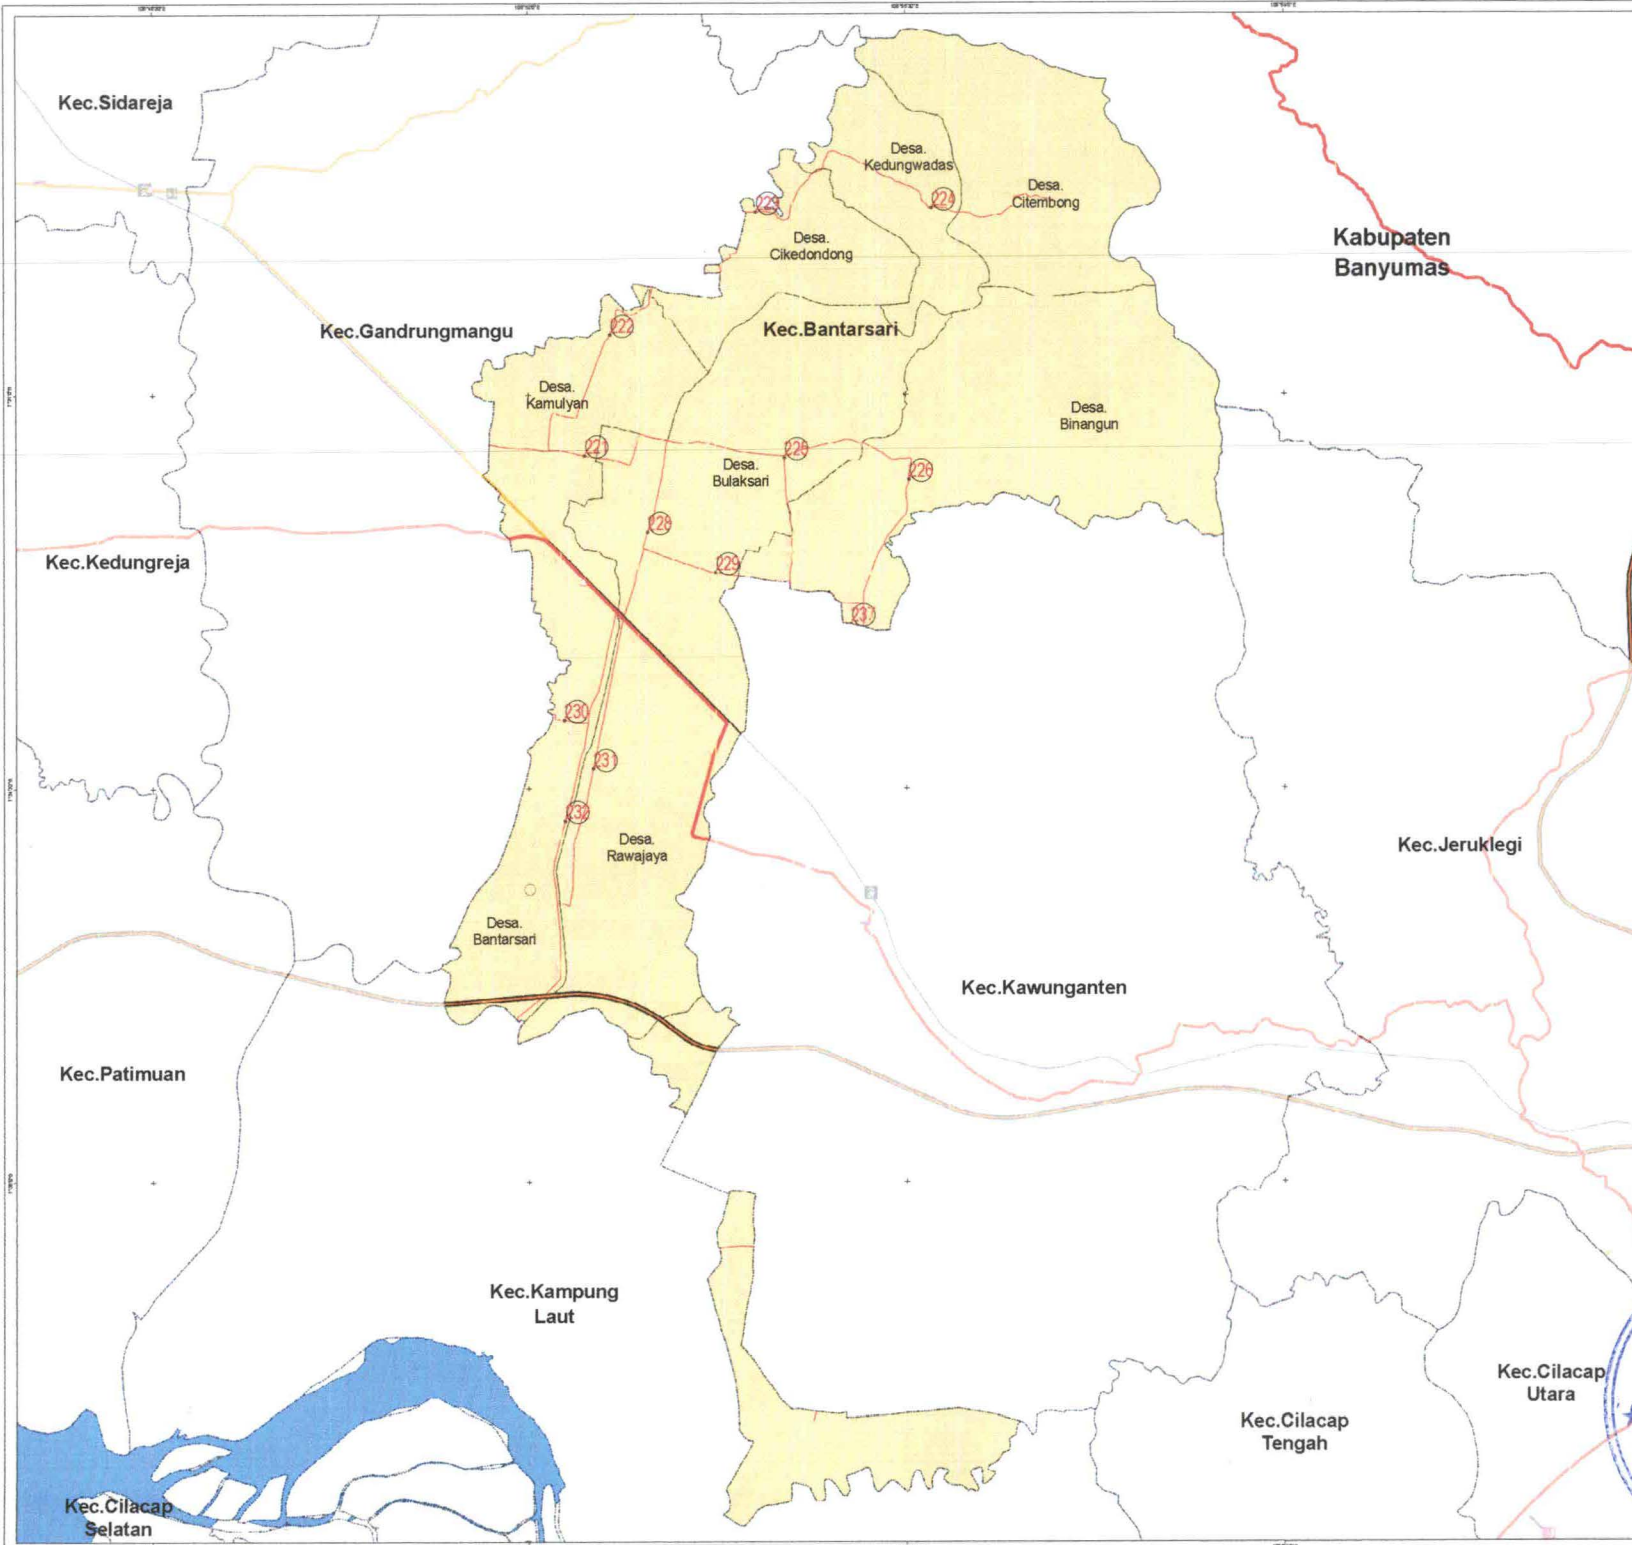 Kec.Sidareja
Desa.
Kedungwadas
Desa.
Citembong
224
Desa.
Cikedondong
Kabupaten
Banyumas
222
Kec.Gandrungmangu
Kec.Bantarsari
Desa.
Kamulyan
Desa.
Binangun
221
Desa.
Bulaksari
226
228
Kec.Kedungreja
229
230
231
232
Desa.
Rawajaya
Kec.Jeruklegi
Desa.
Bantarsari
Kec.Kawunganten
Kec.Patimuan
Kec.Kampung
Laut
Kec.Cilacap
Utara
Kec.Cilacap
Tengah
Kec.Cilacap
Selatan